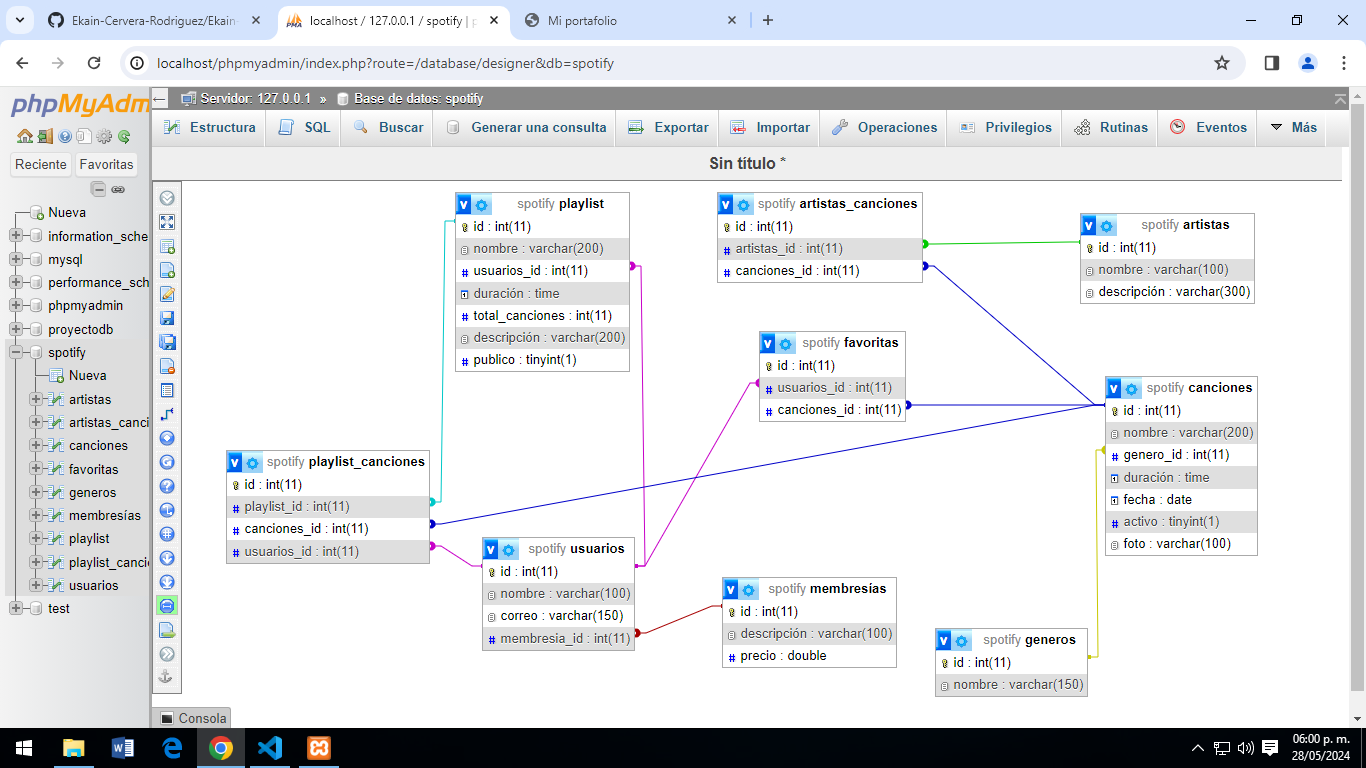 Ekain-Cervera-Rodriguez/Ekain-
localhost / 127.0.0.1 / spotify | p
Mi portafolio
localhost/phpmyadmin/index.php?route=/database/designer&db=spotify
phpMyAdm
Reciente
Favoritas
Nueva
information_sche
mysql
performance_sch
phpmyadmin
proyectodb
spotify
Nueva
artistas
artistas_canci
canciones
favoritas
generos
membresías
playlist
playlist_cancio
usuarios
test
Servidor: 127.0.0.1 » Base de datos: spotify
Estructura
SQL
Buscar
Generar una consulta
Exportar
Importar
Operaciones
Privilegios
Rutinas
Eventos
Más
Sin título *
spotify playlist
id : int(11)
nombre : varchar(200)
usuarios_id : int(11)
duración : time
total_canciones : int(11)
descripción : varchar(200)
publico : tinyint(1)
spotify artistas_canciones
id : int(11)
artistas_id : int(11)
canciones_id : int(11)
spotify artistas
id : int(11)
nombre : varchar(100)
descripción : varchar(300)
spotify favoritas
id : int(11)
usuarios_id : int(11)
canciones_id : int(11)
spotify canciones
id : int(11)
nombre : varchar(200)
genero_id : int(11)
duración : time
fecha : date
activo : tinyint(1)
foto : varchar(100)
spotify playlist_canciones
id : int(11)
playlist_id : int(11)
canciones_id : int(11)
usuarios_id : int(11)
spotify usuarios
id : int(11)
nombre : varchar(100)
correo : varchar(150)
membresia_id : int(11)
spotify membresías
id : int(11)
descripción : varchar(100)
precio : double
spotify generos
id : int(11)
nombre : varchar(150)
Consola
06:00 p. m.
28/05/2024